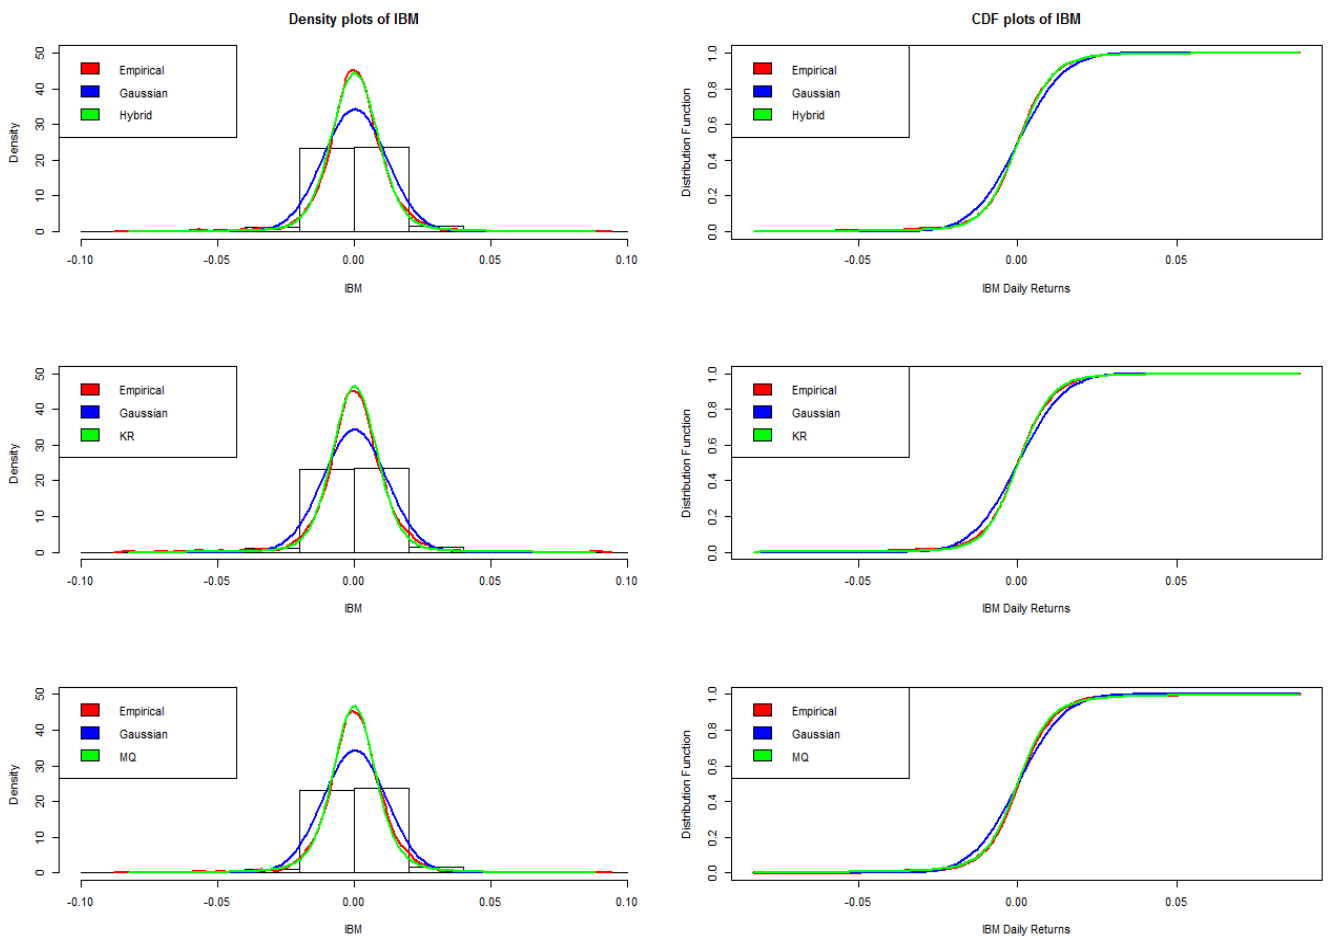 Density plots of IBM
50
40
30
20
10
0
Density
Empirical
Gaussian
Hybrid
-0.10 -0.05 0.00 0.05 0.10
IBM
CDF plots of IBM
1.0
0.8
0.6
0.4
0.2
0.0
Distribution Function
Empirical
Gaussian
Hybrid
-0.05 0.00 0.05
IBM Daily Returns
50
40
30
20
10
0
Density
Empirical
Gaussian
KR
-0.10 -0.05 0.00 0.05 0.10
IBM
1.0
0.8
0.6
0.4
0.2
0.0
Distribution Function
Empirical
Gaussian
KR
-0.05 0.00 0.05
IBM Daily Returns
50
40
30
20
10
0
Density
Empirical
Gaussian
MQ
-0.10 -0.05 0.00 0.05 0.10
IBM
1.0
0.8
0.6
0.4
0.2
0.0
Distribution Function
Empirical
Gaussian
MQ
-0.05 0.00 0.05
IBM Daily Returns